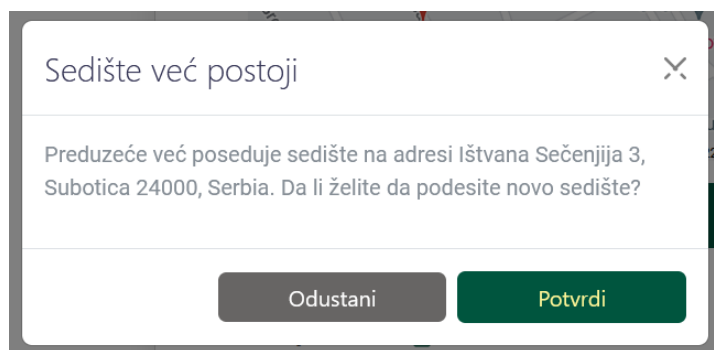 Sedište već postoji
Preduzeće već poseduje sedište na adresi Ištvana Sečenjija 3,
Subotica 24000, Serbia. Da li želite da podesite novo sedište?
Odustani
Potvrdi